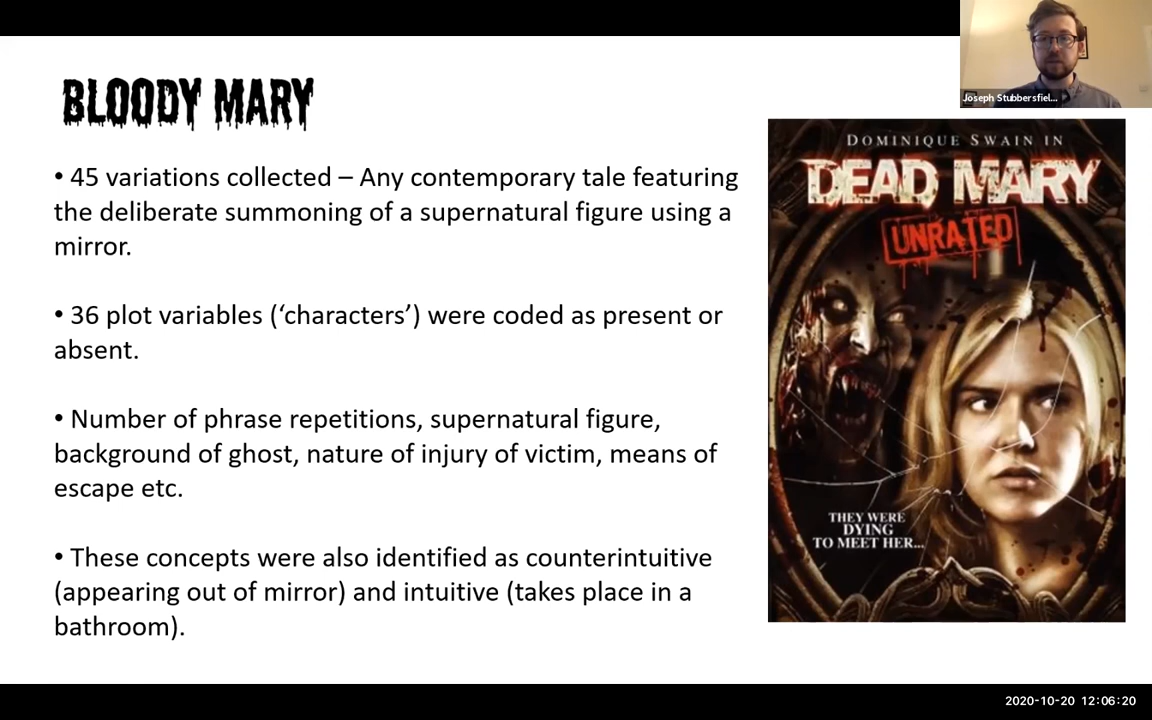 BLOODY MARY
• 45 variations collected – Any contemporary tale featuring
the deliberate summoning of a supernatural figure using a
mirror.
• 36 plot variables (‘characters’) were coded as present or
absent.
• Number of phrase repetitions, supernatural figure,
background of ghost, nature of injury of victim, means of
escape etc.
• These concepts were also identified as counterintuitive
(appearing out of mirror) and intuitive (takes place in a
bathroom).
Joseph Stubbersfiel...
DOMINIQUE SWAIN IN
DEAD MARY
UNRATED
THEY WERE
DYING
TO MEET HER...
2020-10-20 12:06:20